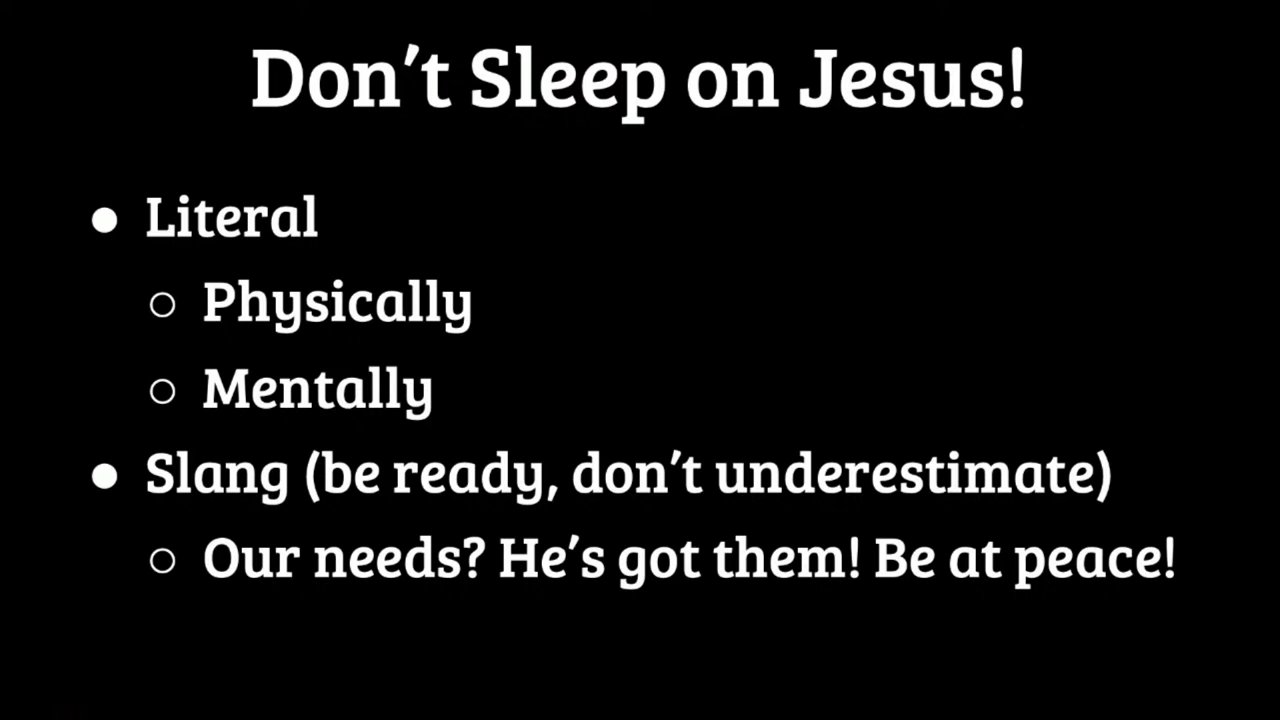 Don't Sleep on Jesus!
● Literal
○ Physically
○ Mentally
● Slang (be ready, don't underestimate)
○ Our needs? He's got them! Be at peace!